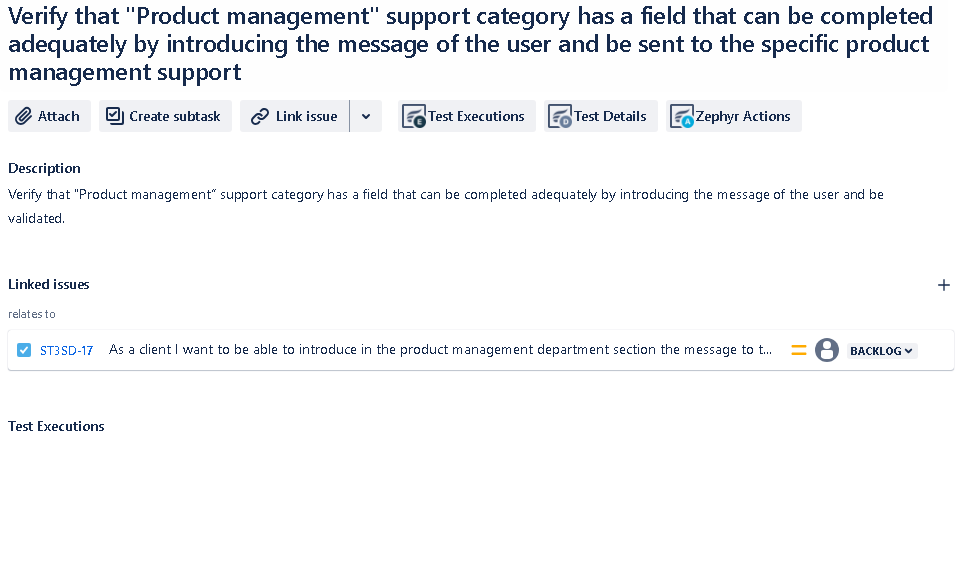 Verify that "Product management" support category has a field that can be completed
adequately by introducing the message of the user and be sent to the specific product
management support
Attach
Create subtask
Link issue
Test Executions
Test Details
Zephyr Actions
Description
Verify that "Product management” support category has a field that can be completed adequately by introducing the message of the user and be
validated.
Linked issues
relates to
ST3SD-17 As a client I want to be able to introduce in the product management department section the message to t... BACKLOG
Test Executions